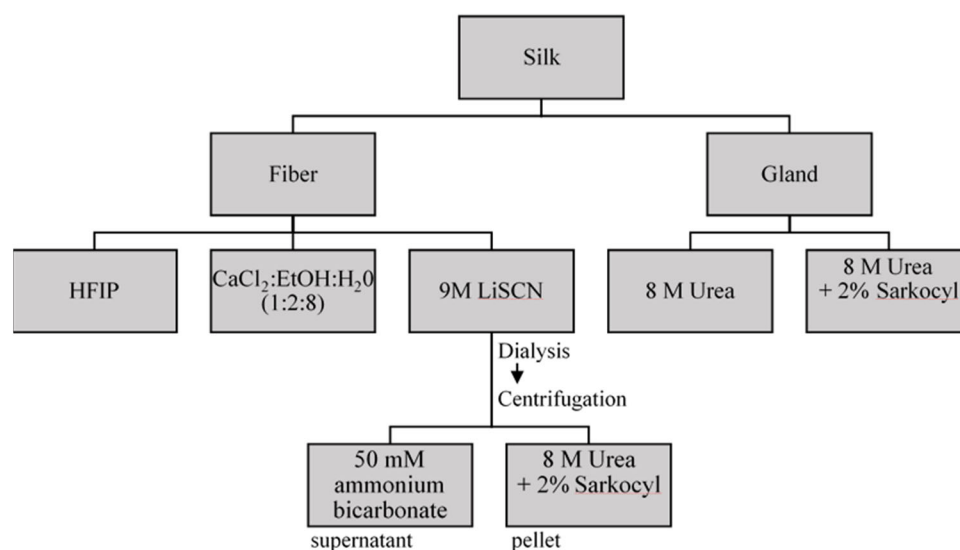 Silk
Fiber
Gland
HFIP
CaCl₂:EtOH:H₂0
(1:2:8)
9M LiSCN
8 M Urea
8 M Urea
+ 2% Sarkocyl
Dialysis
Centrifugation
50 mM
ammonium
bicarbonate
8 M Urea
+ 2% Sarkocyl
supernatant
pellet